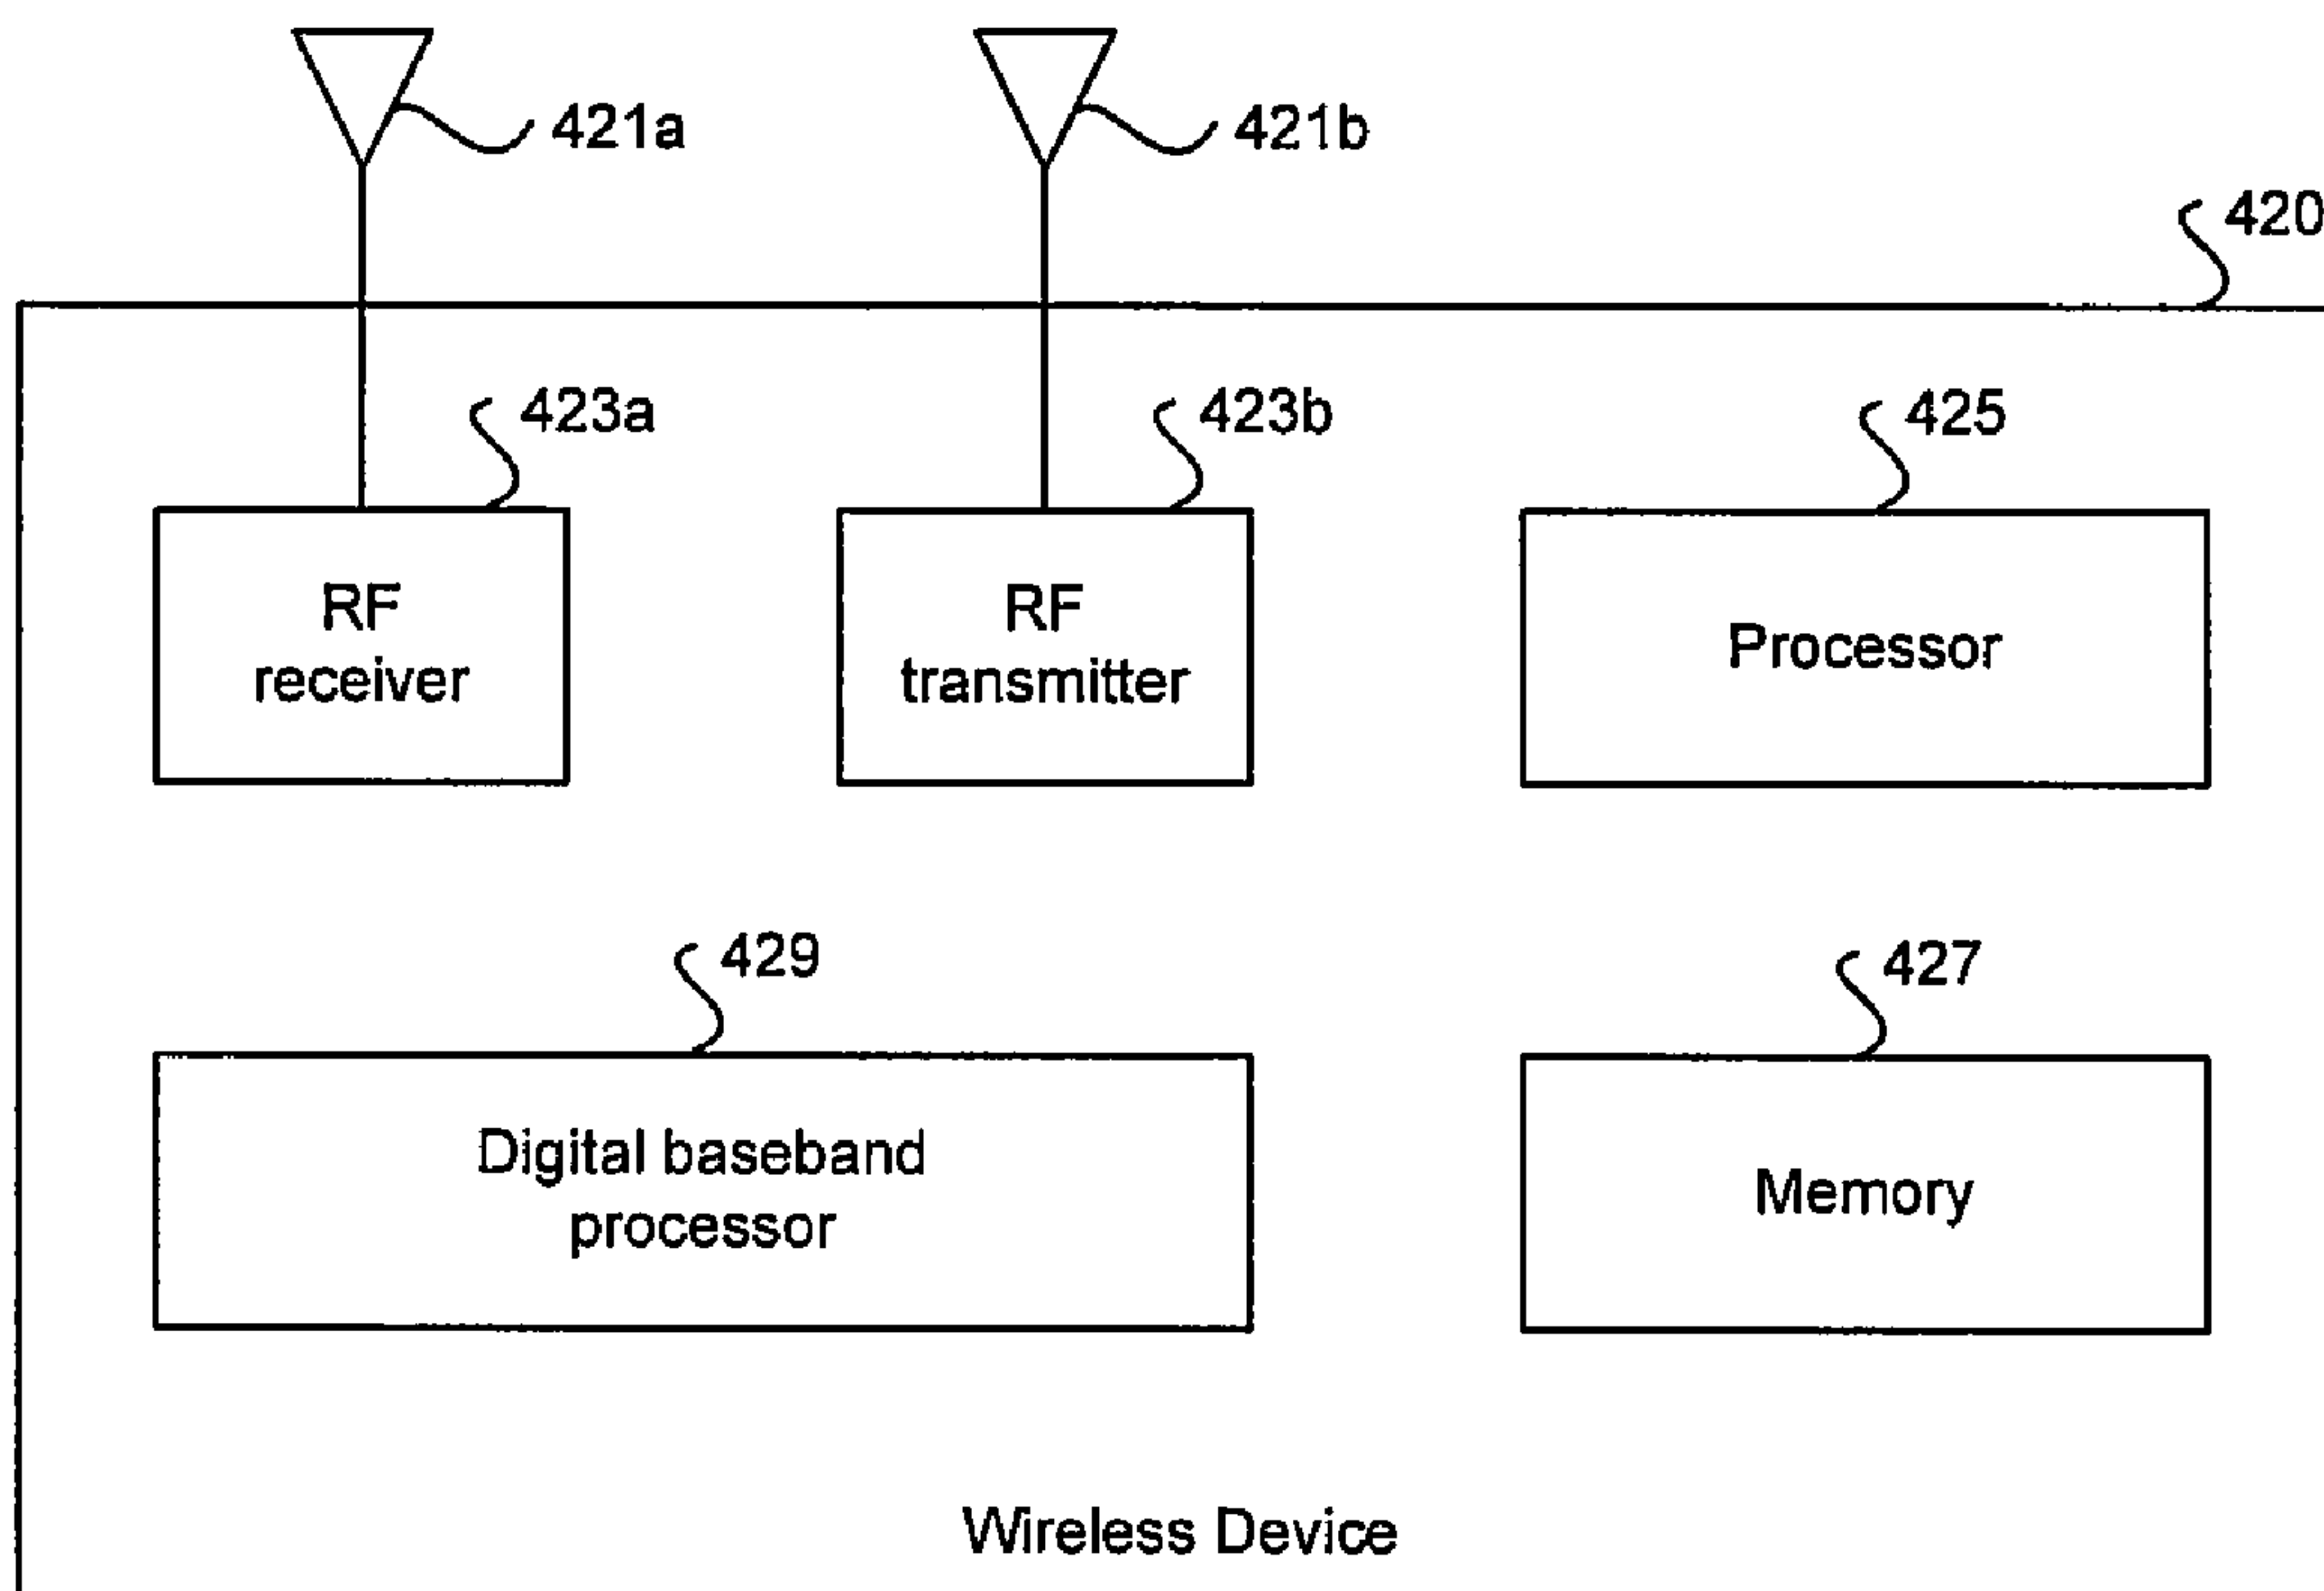 421a
421b
420
423a
423b
425
RF
receiver
RF
transmitter
Processor
429
427
Digital baseband
processor
Memory
Wireless Device